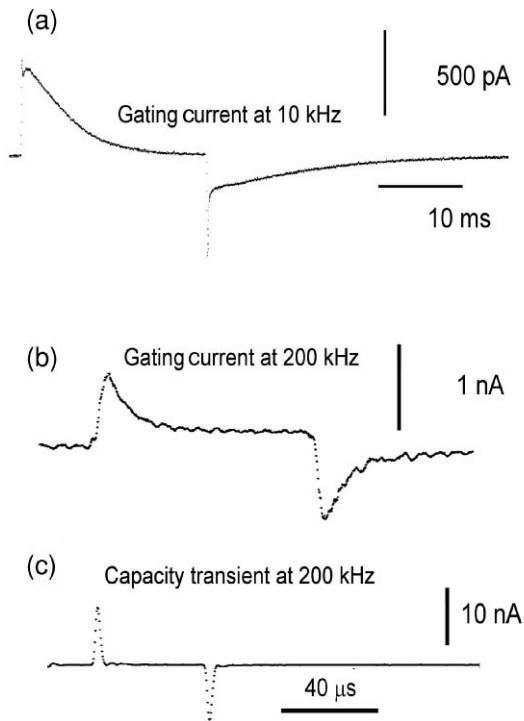 (a)
500 pA
Gating current at 10 kHz
10 ms
(b)
Gating current at 200 kHz
1 nA
(c)
Capacity transient at 200 kHz
10 nA
40 µs